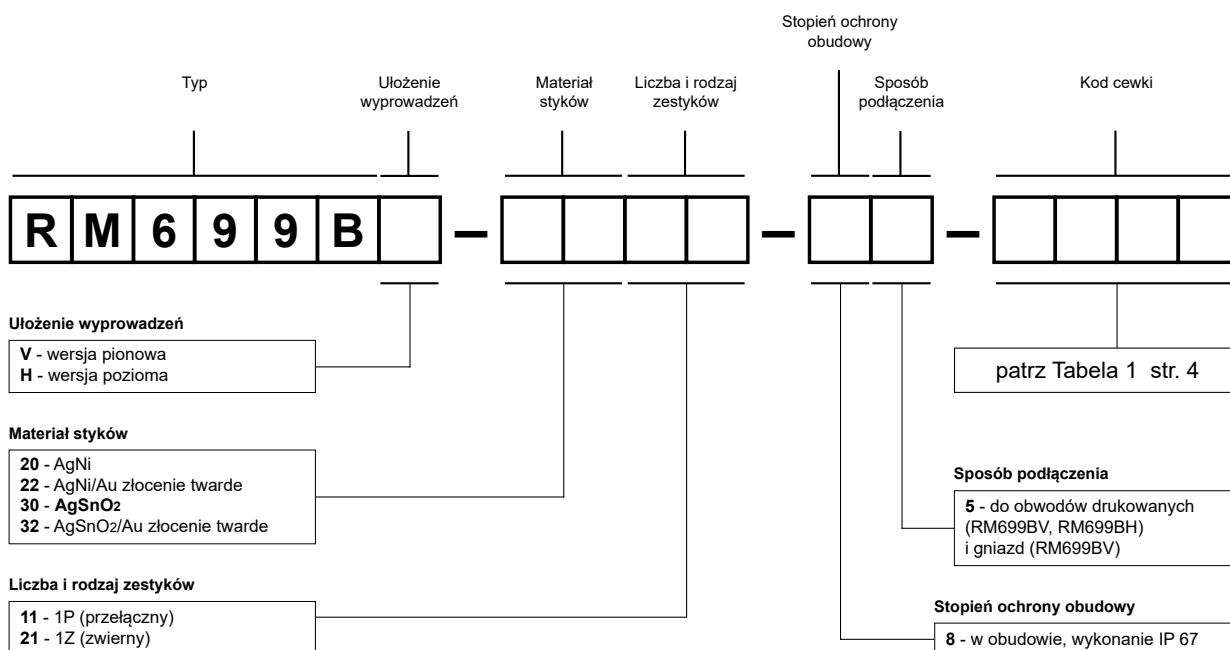 Stopień ochrony
obudowy
Typ
Ułożenie
wyprowadzeń
Materiał
styków
Liczba i rodzaj
zestyków
Sposób
podłączenia
Kod cewki
R M 6 9 9 B – – –
Ułożenie wyprowadzeń
V - wersja pionowa
H - wersja pozioma
patrz Tabela 1 str. 4
Materiał styków
20 - AgNi
22 - AgNi/Au złocenie twarde
30 - AgSnO2
32 - AgSnO2/Au złocenie twarde
Sposób podłączenia
5 - do obwodów drukowanych
(RM699BV, RM699BH)
i gniazd (RM699BV)
Liczba i rodzaj zestyków
11 - 1P (przełączny)
21 - 1Z (zwierny)
Stopień ochrony obudowy
8 - w obudowie, wykonanie IP 67